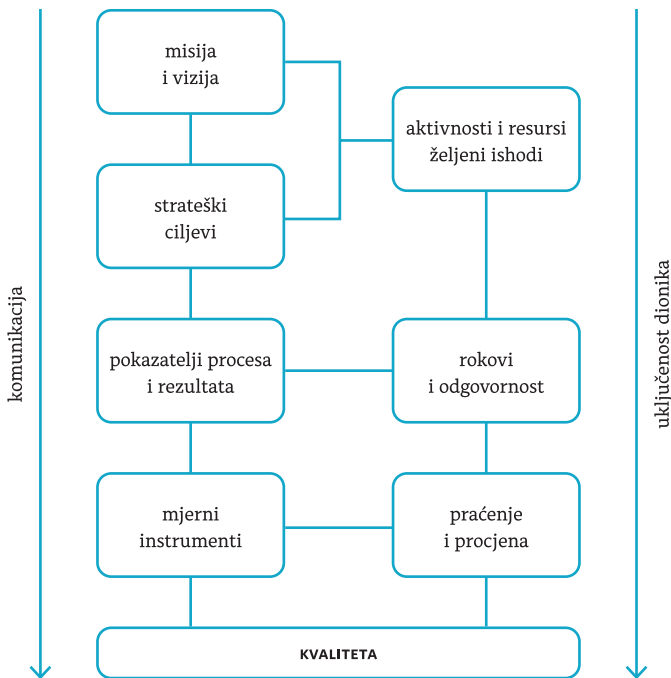 misija
i vizija
aktivnosti i resursi
željeni ishodi
strateški
ciljevi
komunikacija
uključenost dionika
pokazatelji procesa
i rezultata
rokovi
i odgovornost
mjerni
instrumenti
praćenje
i procjena
KVALITETA